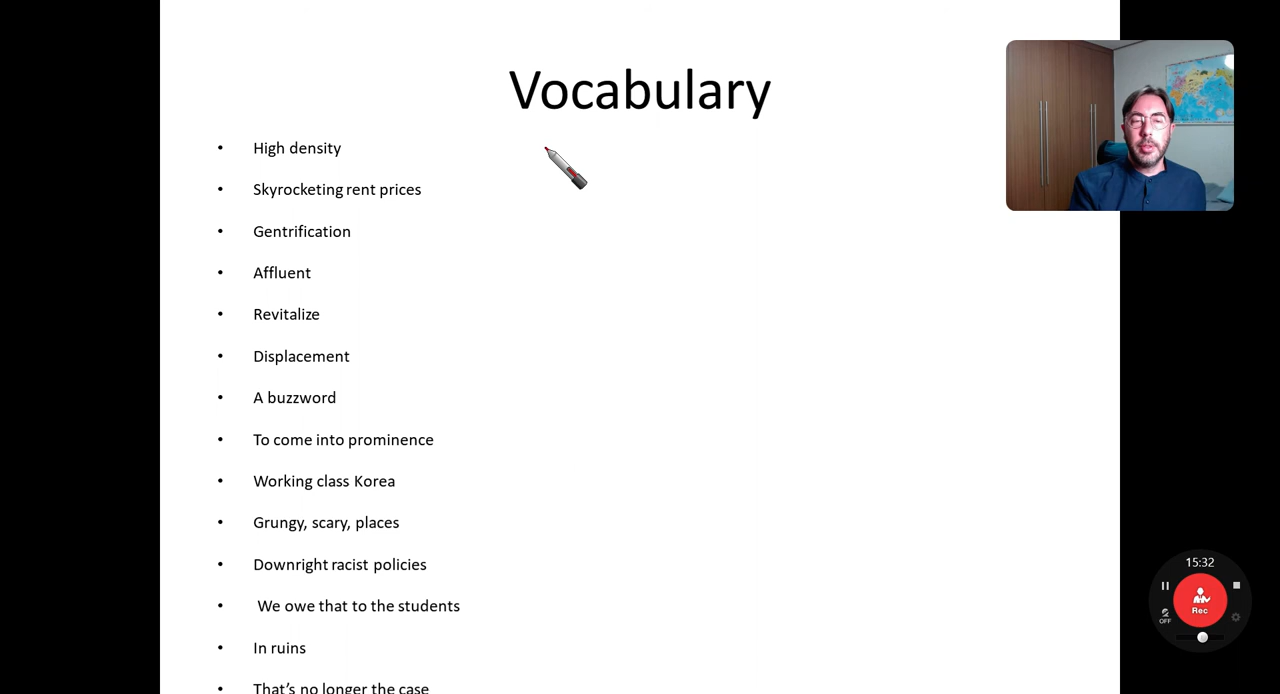 Vocabulary
• High density
• Skyrocketing rent prices
• Gentrification
• Affluent
• Revitalize
• Displacement
• A buzzword
• To come into prominence
• Working class Korea
• Grungy, scary, places
• Downright racist policies
• We owe that to the students
• In ruins
• That's no longer the case
15:32
Rec
OFF